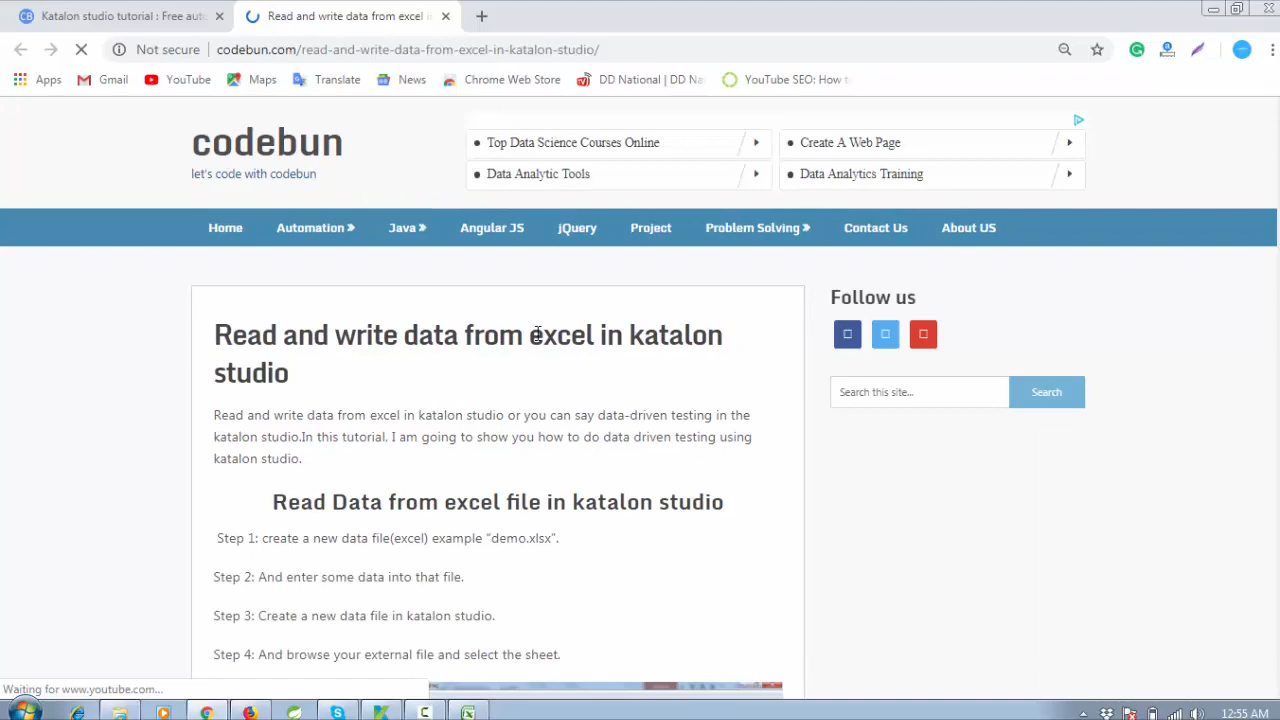 Katalon studio tutorial : Free auto
Read and write data from excel in
Not secure
codebun.com/read-and-write-data-from-excel-in-katalon-studio/
Apps
Gmail
YouTube
Maps
Translate
News
Chrome Web Store
DD National | DD Na
YouTube SEO: How to
codebun
let's code with codebun
Top Data Science Courses Online
Create A Web Page
Data Analytic Tools
Data Analytics Training
Home
Automation »
Java »
Angular JS
jQuery
Project
Problem Solving »
Contact Us
About US
Read and write data from excel in katalon
studio
Follow us
Search this site...
Search
Read and write data from excel in katalon studio or you can say data-driven testing in the
katalon studio.In this tutorial, I am going to show you how to do data driven testing using
katalon studio.
Read Data from excel file in katalon studio
Step 1: create a new data file(excel) example “demo.xlsx”.
Step 2: And enter some data into that file.
Step 3: Create a new data file in katalon studio.
Step 4: And browse your external file and select the sheet.
Waiting for www.youtube.com...
12:55 AM